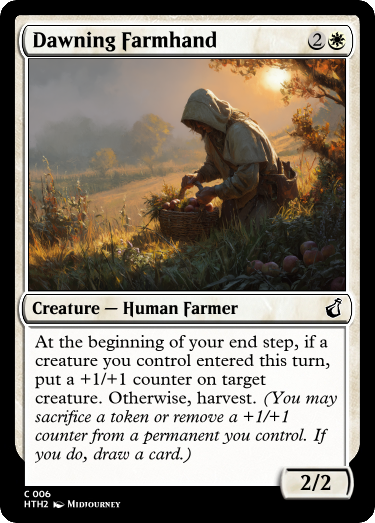 Dawning Farmhand 2
Creature — Human Farmer
At the beginning of your end step, if a
creature you control entered this turn,
put a +1/+1 counter on target
creature. Otherwise, harvest. (You may
sacrifice a token or remove a +1/+1
counter from a permanent you control. If
you do, draw a card.)
2/2
C 006
HTH2 Midjourney